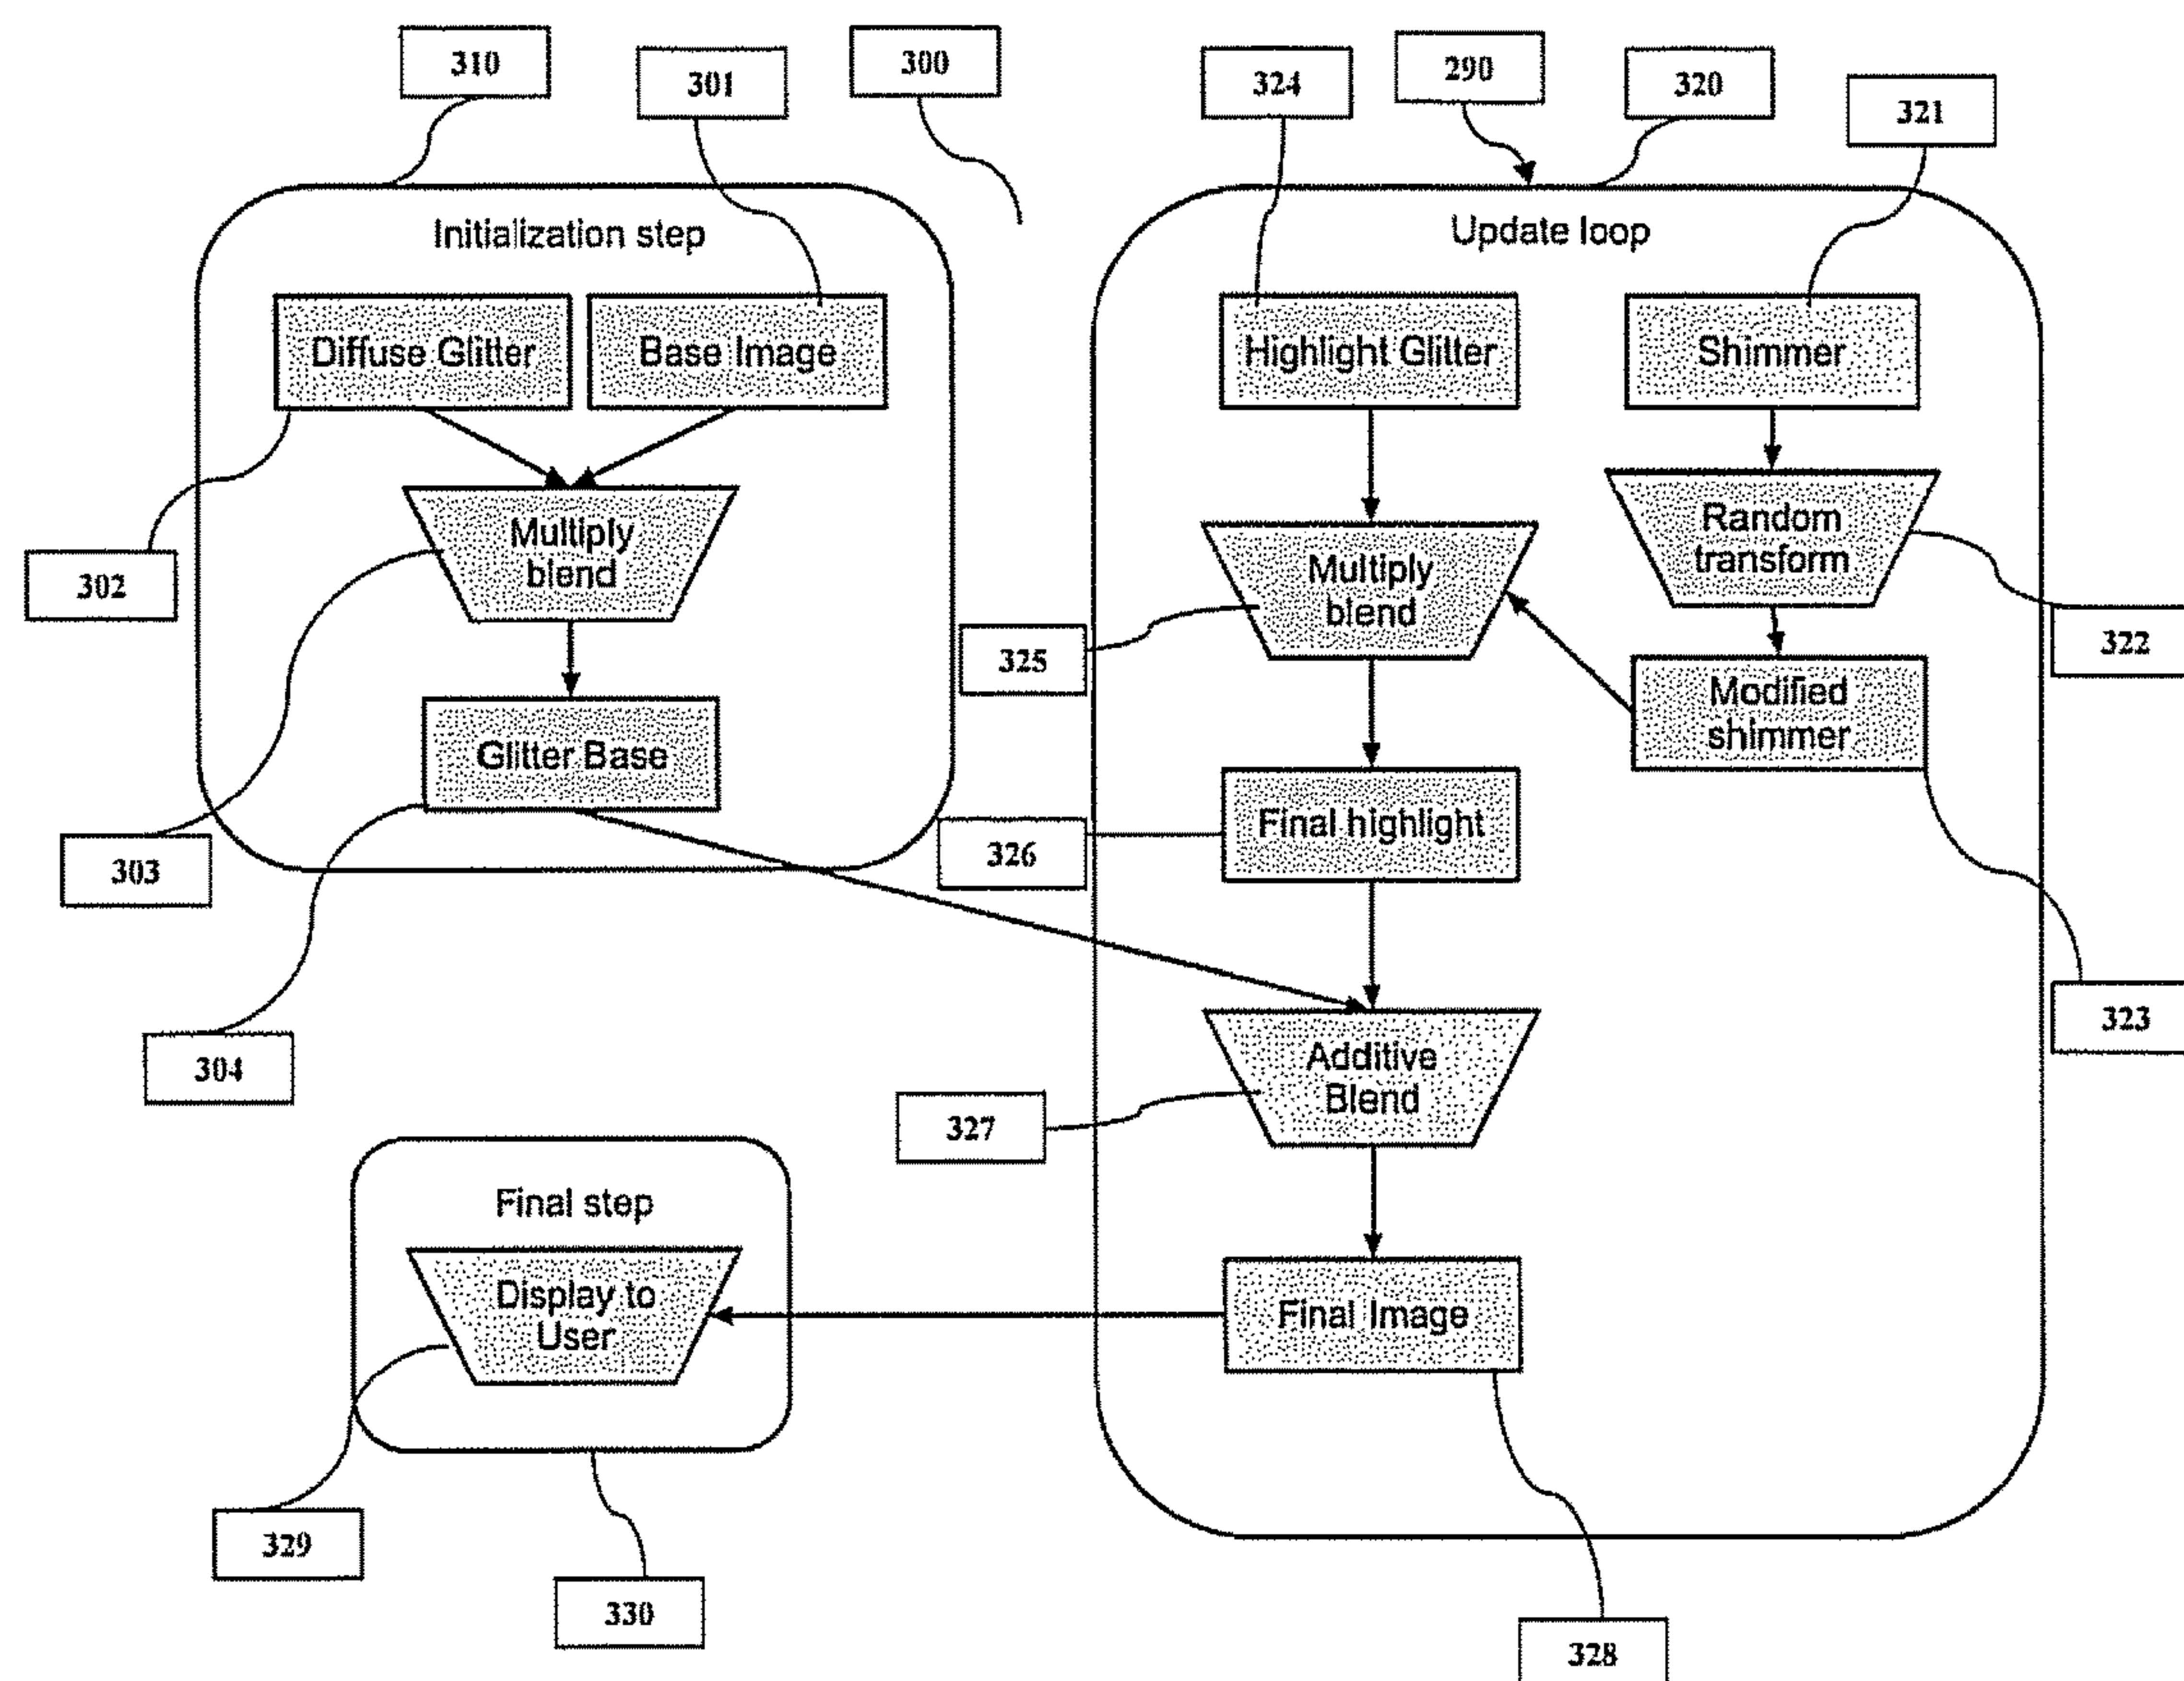 310
301
300
324
290
320
321
Initialization step
Update loop
Diffuse Glitter
Base Image
Highlight Glitter
Shimmer
Multiply
blend
Random
transform
Multiply
blend
302
322
325
Modified
shimmer
Glitter Base
Final highlight
303
326
323
304
Additive
Blend
327
Final step
Display to
User
Final Image
329
330
328